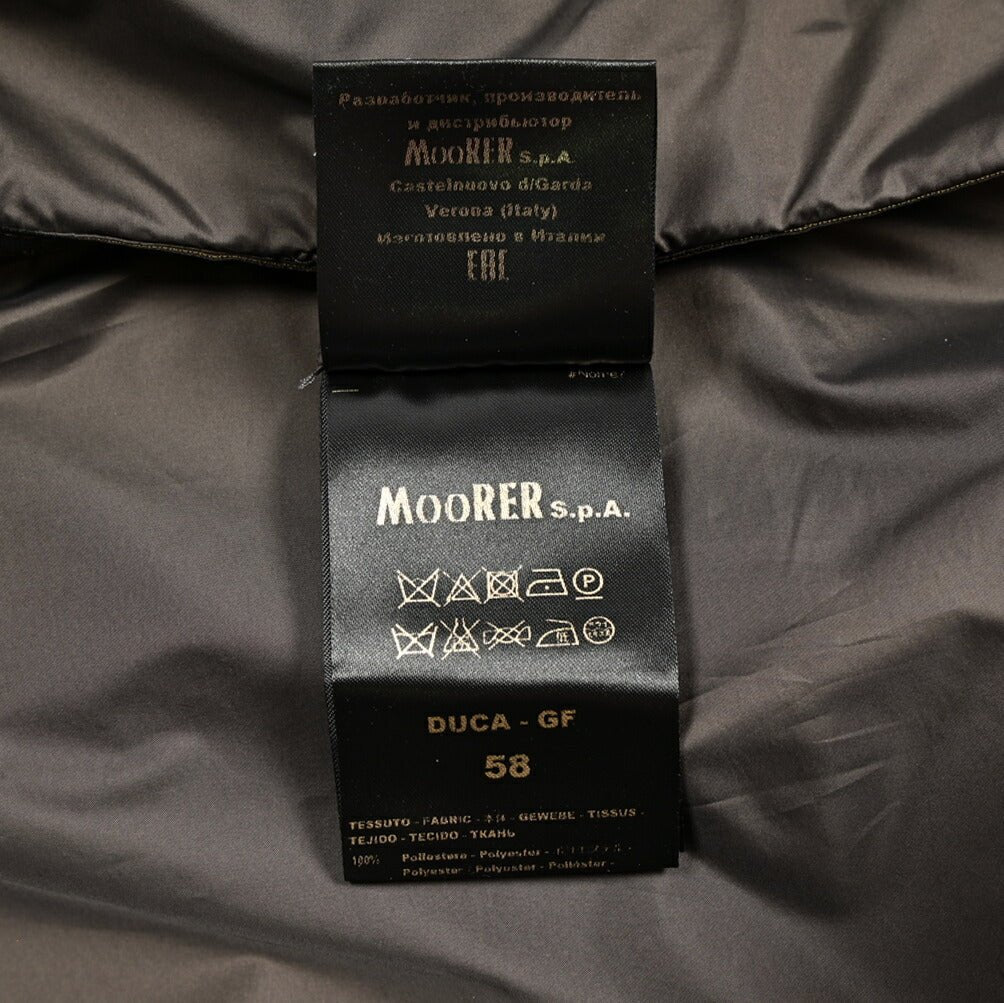 Разработчик, производитель
и дистрибьютор
MOORER S.p.A.
Castelnuovo d/Garda
Verona (Italy)
Изготовлено в Италии
EAC
MOORER S.p.A.
P
DUCA - GF
58
TESSUTO - FABRIC - - GEWEBE - TISSUS -
TEJIDO - TECIDO - ТКАНЬ
100% Poliestere - Polyester -
Polyester - Polyester - Poliéster -